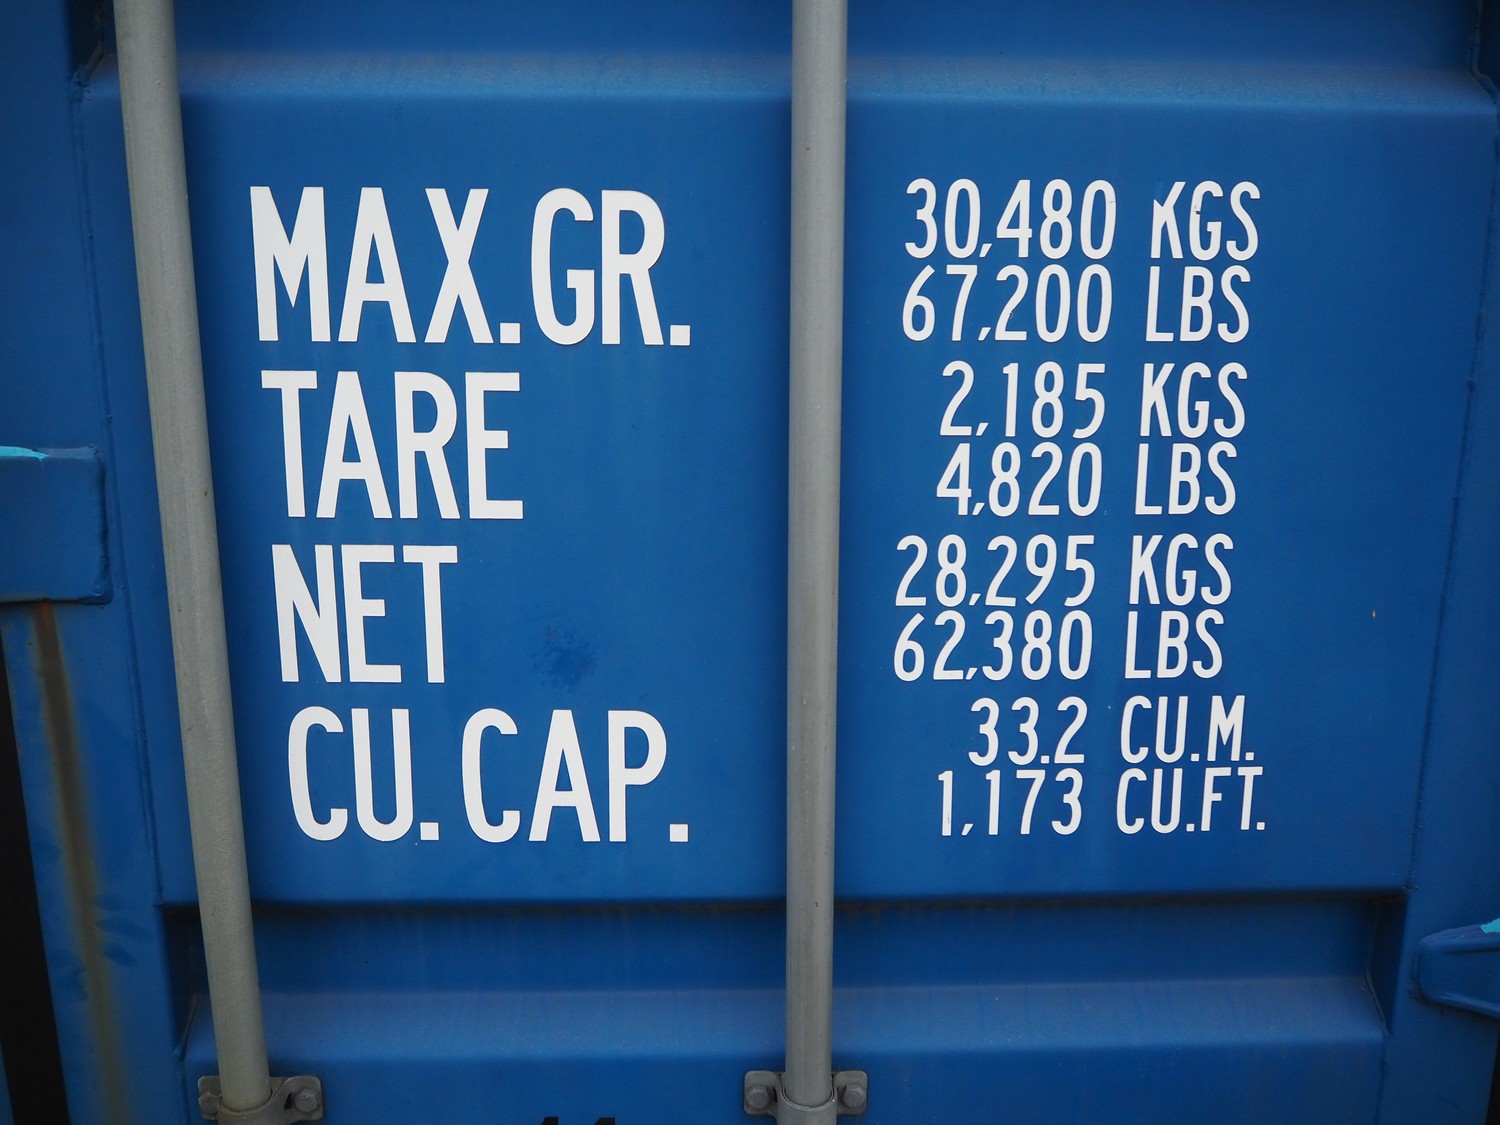 MAX.GR. 30,480 KGS
67,200 LBS
TARE 2,185 KGS
4,820 LBS
NET 28,295 KGS
62,380 LBS
CU.CAP. 33.2 CU.M.
1,173 CU.FT.